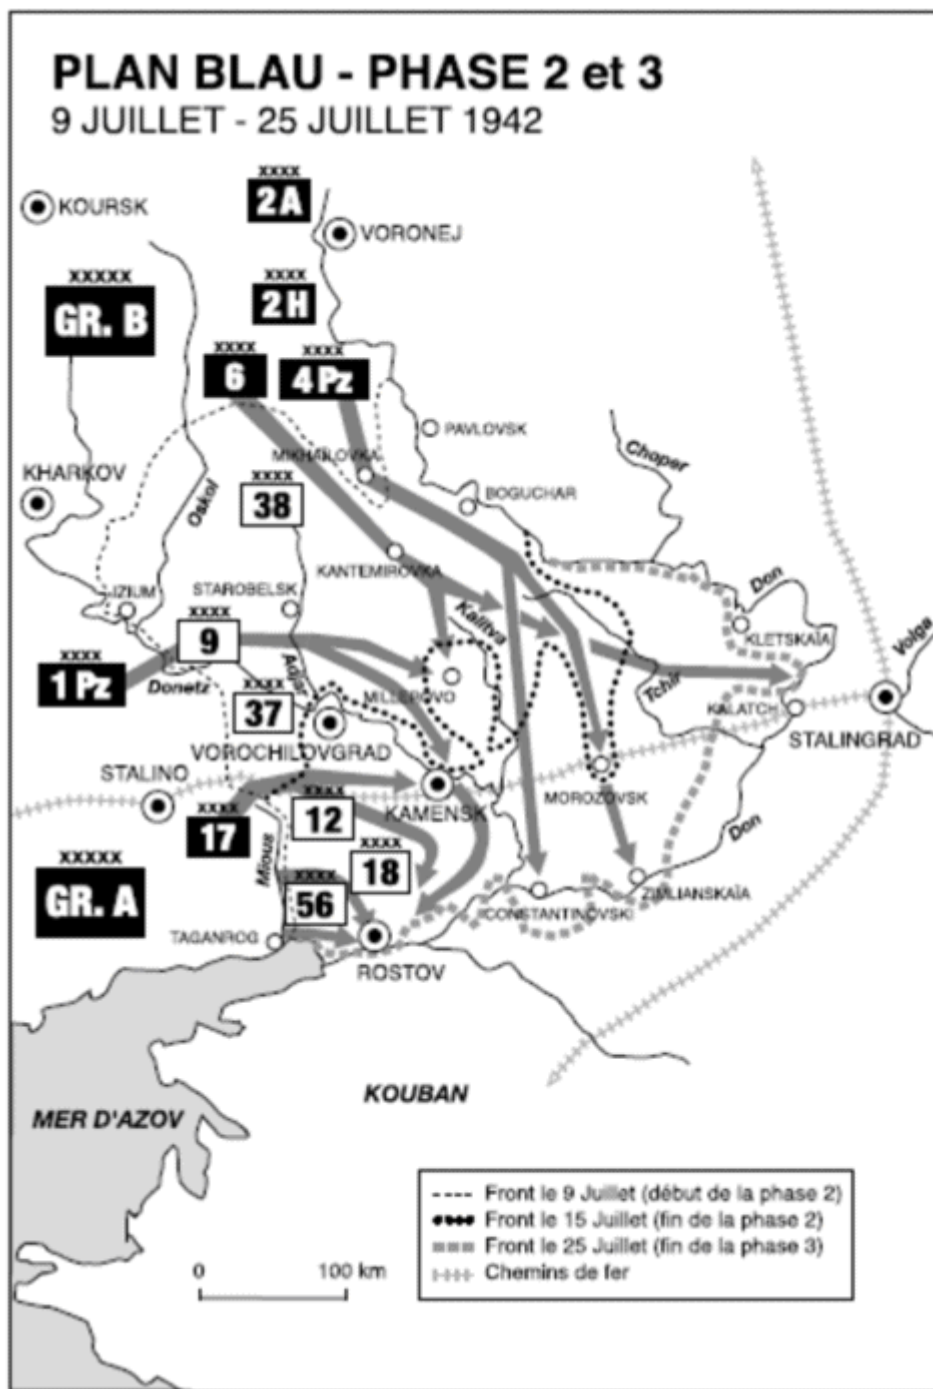 PLAN BLAU - PHASE 2 et 3
9 JUILLET - 25 JUILLET 1942
xxxx
2A
KOURSK
VORONEJ
xxxxx
GR. B
xxxx
2H
xxxx
6
xxxx
4 Pz
PAVLOVSK
MIKHAILOVKA
KHARKOV
Oskol
xxxx
38
BOGUCHAR
Choper
KANTEMIROVKA
IZIUM
STAROBELSK
xxxx
9
Kalitva
Don
KLETSKAÏA
Volga
xxxx
1 Pz
Donetz
Aidar
MILLEROVO
Tchir
KALATCH
xxxx
37
VOROCHILOVGRAD
STALINGRAD
STALINO
KAMENSK
MOROZOVSK
xxxx
17
xxxx
12
Don
Mious
xxxx
18
xxxxx
GR. A
xxxx
56
CONSTANTINOVSKI
ZIMLIANSKAÏA
TAGANROG
ROSTOV
KOUBAN
MER D'AZOV
Front le 9 Juillet (début de la phase 2)
Front le 15 Juillet (fin de la phase 2)
Front le 25 Juillet (fin de la phase 3)
Chemins de fer
0 100 km